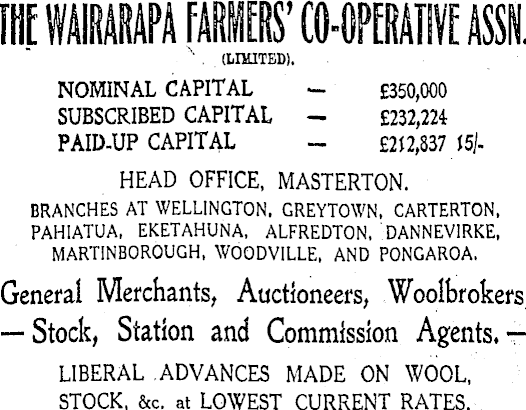 THE WAIRARAPA FARMERS' CO-OPERATIVE ASSN.
(LIMITED).
NOMINAL CAPITAL — £350,000
SUBSCRIBED CAPITAL — £232,224
PAID-UP CAPITAL — £212,837 15/-
HEAD OFFICE, MASTERTON.
BRANCHES AT WELLINGTON, GREYTOWN, CARTERTON,
PAHIATUA, EKETAHUNA, ALFREDTON, DANNEVIRKE,
MARTINBOROUGH, WOODVILLE, AND PONGAROA.
General Merchants, Auctioneers, Woolbrokers
— Stock, Station and Commission Agents. —
LIBERAL ADVANCES MADE ON WOOL,
STOCK, &c. at LOWEST CURRENT RATES.